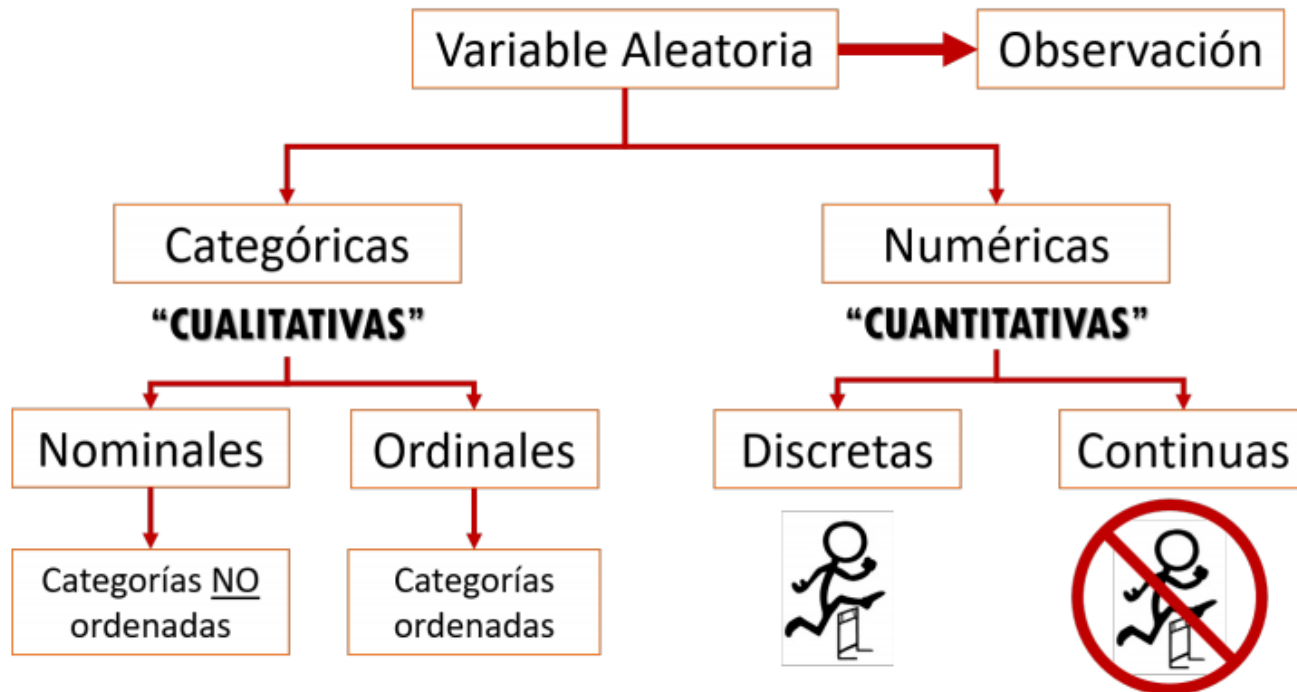 Variable Aleatoria
Observación
Categóricas
Numéricas
“CUALITATIVAS”
“CUANTITATIVAS”
Nominales
Ordinales
Discretas
Continuas
Categorías NO
ordenadas
Categorías
ordenadas